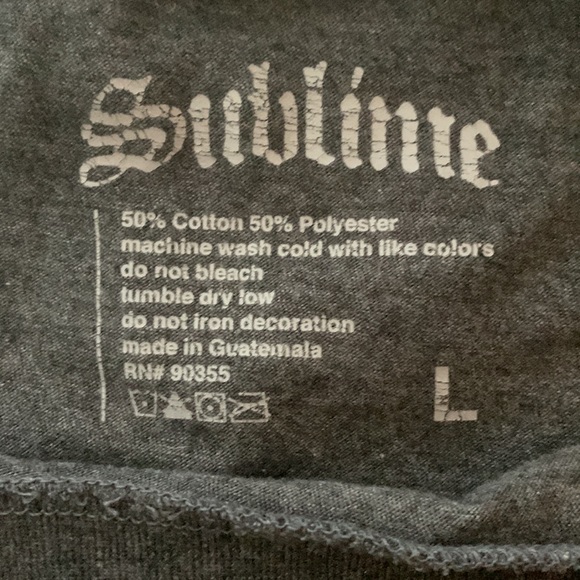 Sublime
50% Cotton 50% Polyester
machine wash cold with like colors
do not bleach
tumble dry low
do not iron decoration
made in Guatemala
RN# 90355
L